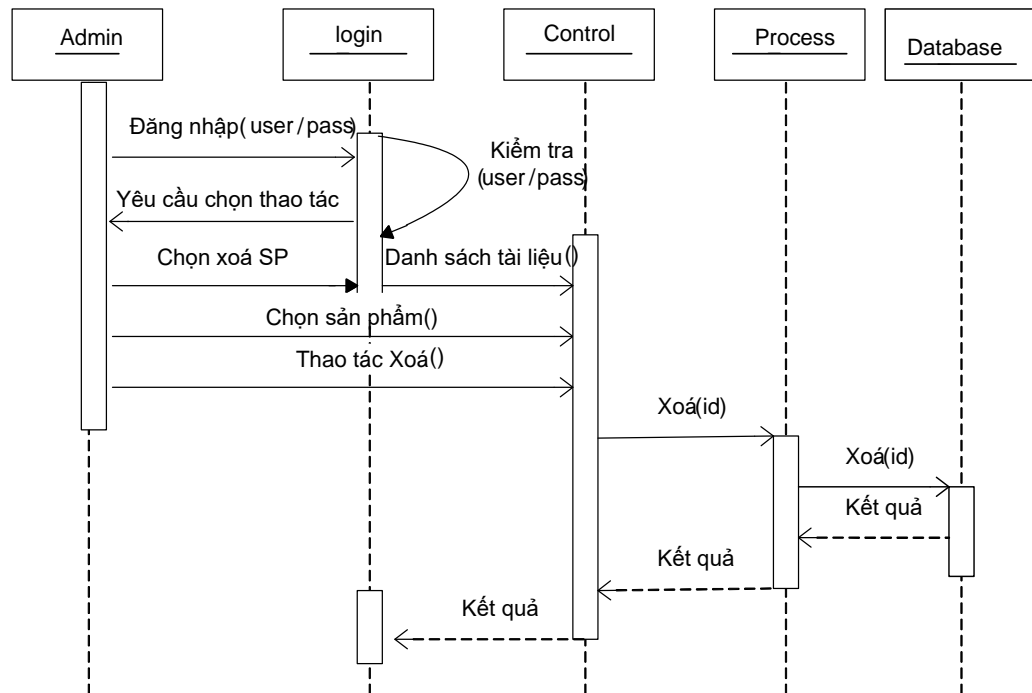 Admin
login
Control
Process
Database
Đăng nhập(user/pass)
Kiểm tra
(user/pass)
Yêu cầu chọn thao tác
Chọn xoá SP
Danh sách tài liệu()
Chọn sản phẩm()
Thao tác Xoá()
Xoá(id)
Xoá(id)
Kết quả
Kết quả
Kết quả